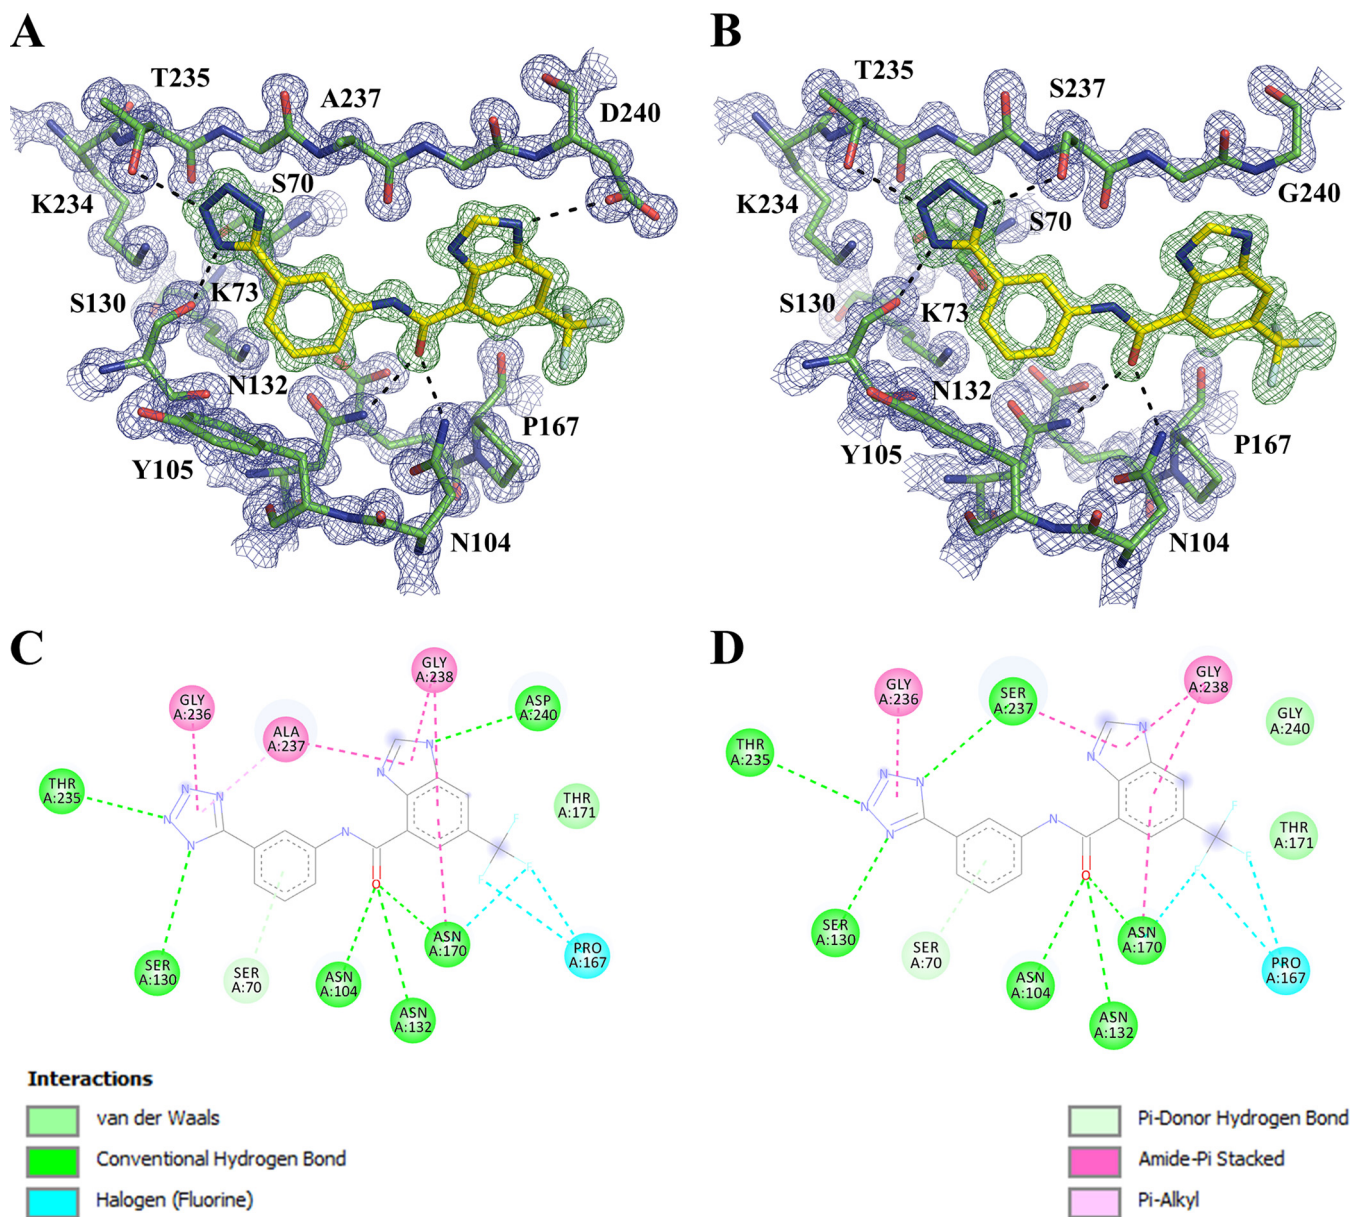 A
T235
A237
D240
S70
K234
S130
K73
N132
P167
Y105
N104
B
T235
S237
K234
S70
G240
S130
K73
N132
P167
Y105
N104
C
GLY
A:238
GLY
A:236
ASP
A:240
ALA
A:237
THR
A:235
THR
A:171
N
N
N
N
N
N
N
O
F
F
F
SER
A:130
SER
A:70
ASN
A:104
ASN
A:132
ASN
A:170
PRO
A:167
D
GLY
A:236
SER
A:237
GLY
A:238
GLY
A:240
THR
A:235
THR
A:171
N
N
N
N
N
N
N
O
F
F
F
SER
A:130
SER
A:70
ASN
A:104
ASN
A:132
ASN
A:170
PRO
A:167
Interactions
van der Waals
Conventional Hydrogen Bond
Halogen (Fluorine)
Pi-Donor Hydrogen Bond
Amide-Pi Stacked
Pi-Alkyl